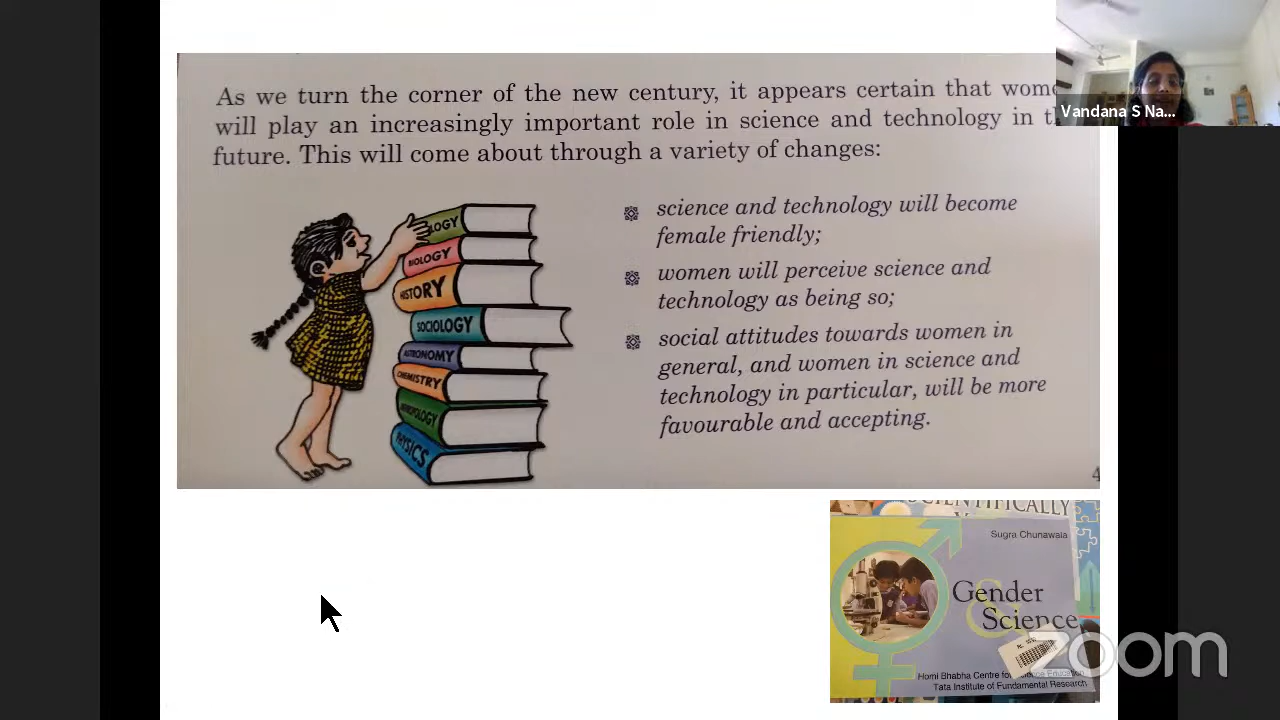 As we turn the corner of the new century, it appears certain that
will play an increasingly important role in science and technology in
future. This will come about through a variety of changes:
science and technology will become
female friendly;
women will perceive science and
technology as being so;
social attitudes towards women in
general, and women in science and
technology in particular, will be more
favourable and accepting.
BIOLOGY
HISTORY
SOCIOLOGY
ASTRONOMY
CHEMISTRY
PHYSICS
Vandana S Na...
SCIENTIFICALLY
Sugra Chunawala
Gender
&
Science
Homi Bhabha Centre for Science Education
Tata Institute of Fundamental Research
zoom